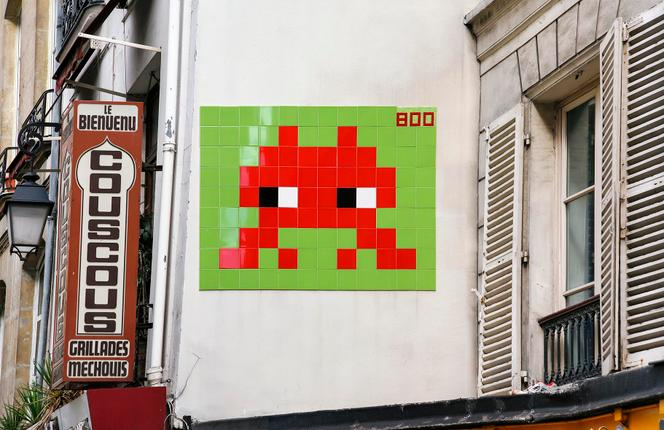 LE
BIENVENU
COUSCOUS
GRILLADES
MECHOUIS
800